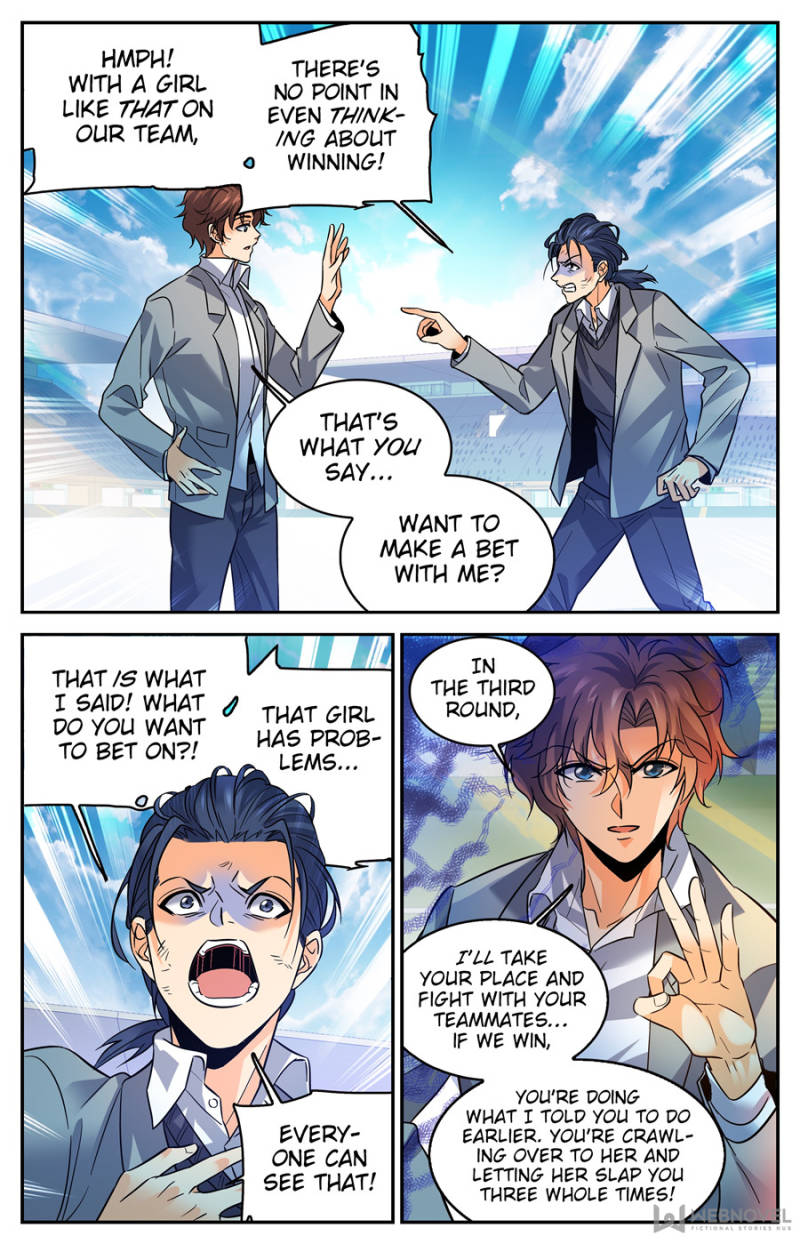 HMPH!
WITH A GIRL
LIKE THAT ON
OUR TEAM,
THERE'S
NO POINT IN
EVEN THINK-
ING ABOUT
WINNING!
THAT'S
WHAT YOU
SAY...
WANT TO
MAKE A BET
WITH ME?
THAT IS WHAT
I SAID! WHAT
DO YOU WANT
TO BET ON?!
THAT GIRL
HAS PROB-
LEMS...
EVERY-
ONE CAN
SEE THAT!
IN
THE THIRD
ROUND,
I'LL TAKE
YOUR PLACE AND
FIGHT WITH YOUR
TEAMMATES...
IF WE WIN,
YOU'RE DOING
WHAT I TOLD YOU TO DO
EARLIER. YOU'RE CRAWL-
ING OVER TO HER AND
LETTING HER SLAP YOU
THREE WHOLE TIMES!
WEBNOVEL
FICTIONAL STORIES HUB